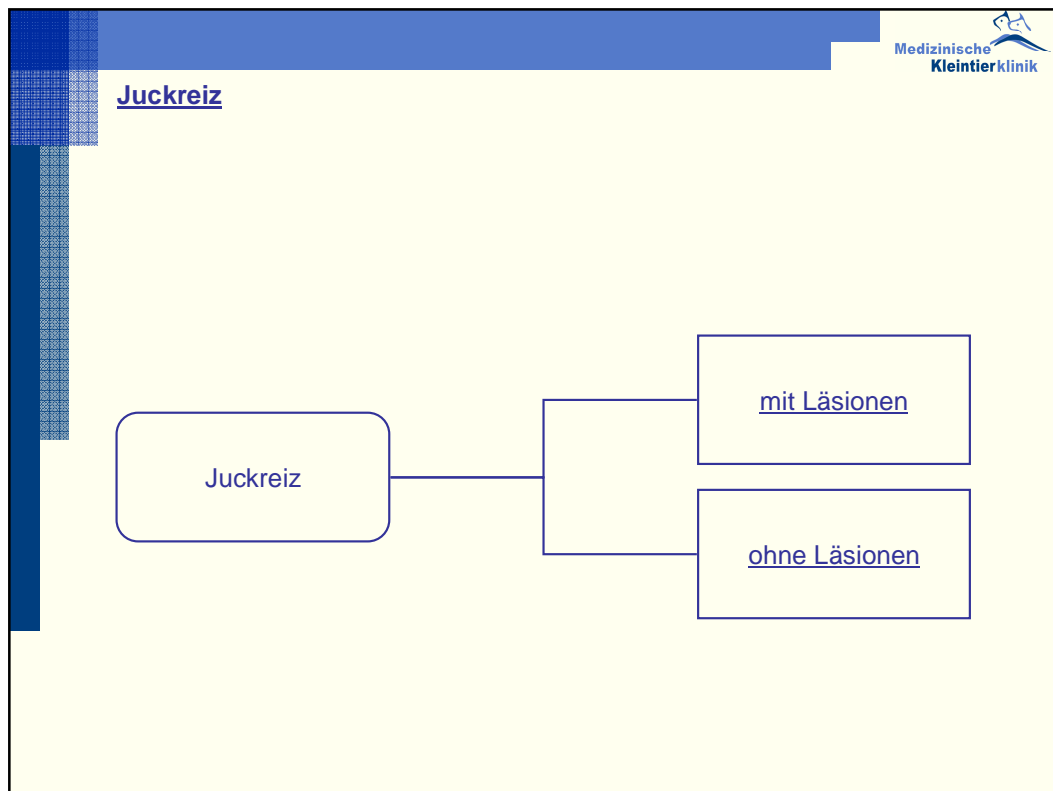 Medizinische
Kleintierklinik
Juckreiz
Juckreiz
mit Läsionen
ohne Läsionen